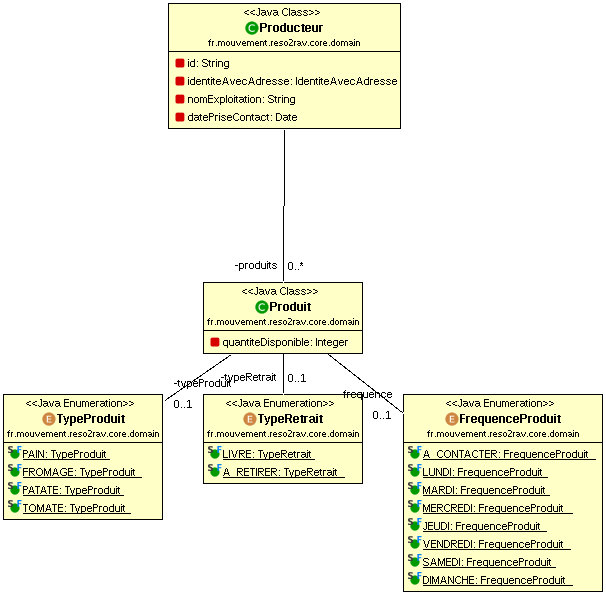 <<Java Class>>
Producteur
fr.mouvement.reso2rav.core.domain
id: String
identiteAvecAdresse: IdentiteAvecAdresse
nomExploitation: String
datePriseContact: Date
-produits 0..*
<<Java Class>>
Produit
fr.mouvement.reso2rav.core.domain
quantiteDisponible: Integer
-typeProduit
0..1
-typeRetrait
0..1
frequence
0..1
<<Java Enumeration>>
TypeProduit
fr.mouvement.reso2rav.core.domain
PAIN: TypeProduit
FROMAGE: TypeProduit
PATATE: TypeProduit
TOMATE: TypeProduit
<<Java Enumeration>>
TypeRetrait
fr.mouvement.reso2rav.core.domain
LIVRE: TypeRetrait
A_RETIRER: TypeRetrait
<<Java Enumeration>>
FrequenceProduit
fr.mouvement.reso2rav.core.domain
A_CONTACTER: FrequenceProduit
LUNDI: FrequenceProduit
MARDI: FrequenceProduit
MERCREDI: FrequenceProduit
JEUDI: FrequenceProduit
VENDREDI: FrequenceProduit
SAMEDI: FrequenceProduit
DIMANCHE: FrequenceProduit